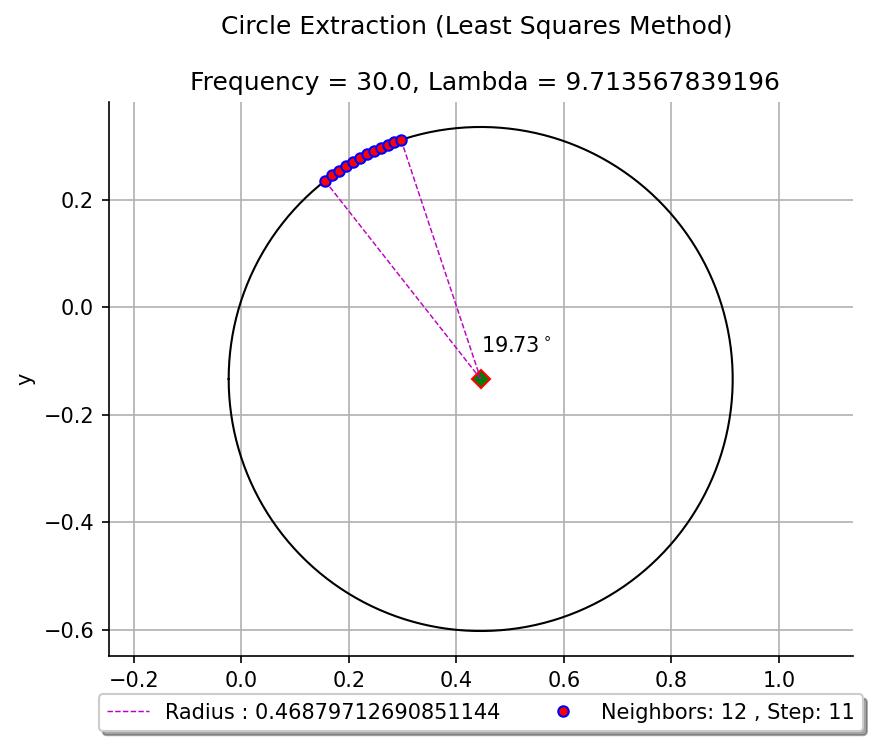 Circle Extraction (Least Squares Method)
Frequency = 30.0, Lambda = 9.713567839196
0.2
0.0
−0.2
−0.4
−0.6
y
19.73°
−0.2 0.0 0.2 0.4 0.6 0.8 1.0
Radius : 0.46879712690851144 Neighbors: 12 , Step: 11